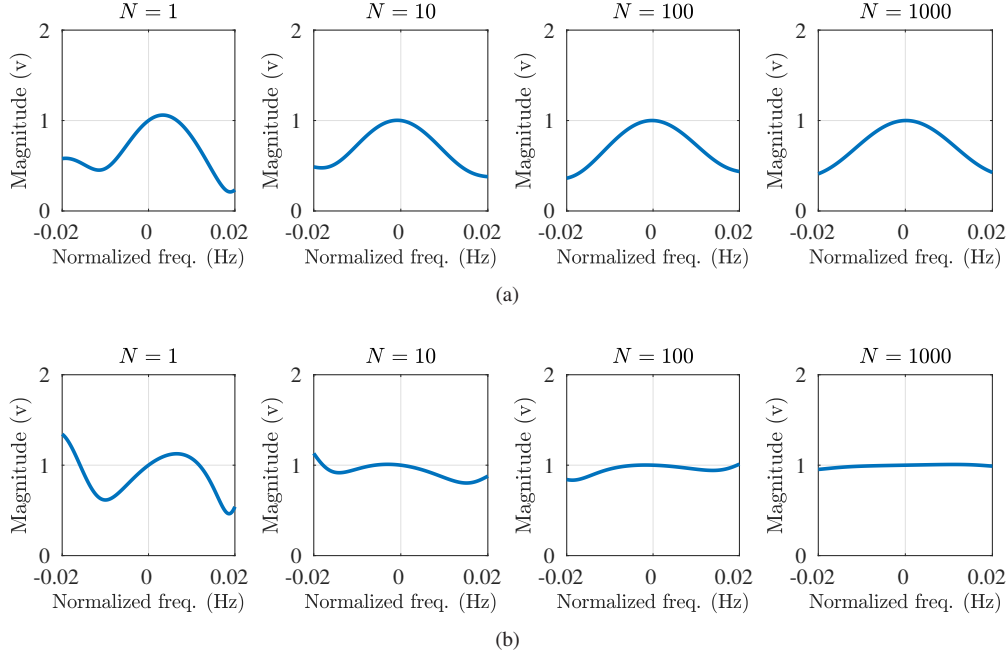 N = 1 N = 10 N = 100 N = 1000
2 2 2 2
Magnitude (v) Magnitude (v) Magnitude (v) Magnitude (v)
1 1 1 1
0 0 0 0
-0.02 0 0.02 -0.02 0 0.02 -0.02 0 0.02 -0.02 0 0.02
Normalized freq. (Hz) Normalized freq. (Hz) Normalized freq. (Hz) Normalized freq. (Hz)
(a)
N = 1 N = 10 N = 100 N = 1000
2 2 2 2
Magnitude (v) Magnitude (v) Magnitude (v) Magnitude (v)
1 1 1 1
0 0 0 0
-0.02 0 0.02 -0.02 0 0.02 -0.02 0 0.02 -0.02 0 0.02
Normalized freq. (Hz) Normalized freq. (Hz) Normalized freq. (Hz) Normalized freq. (Hz)
(b)